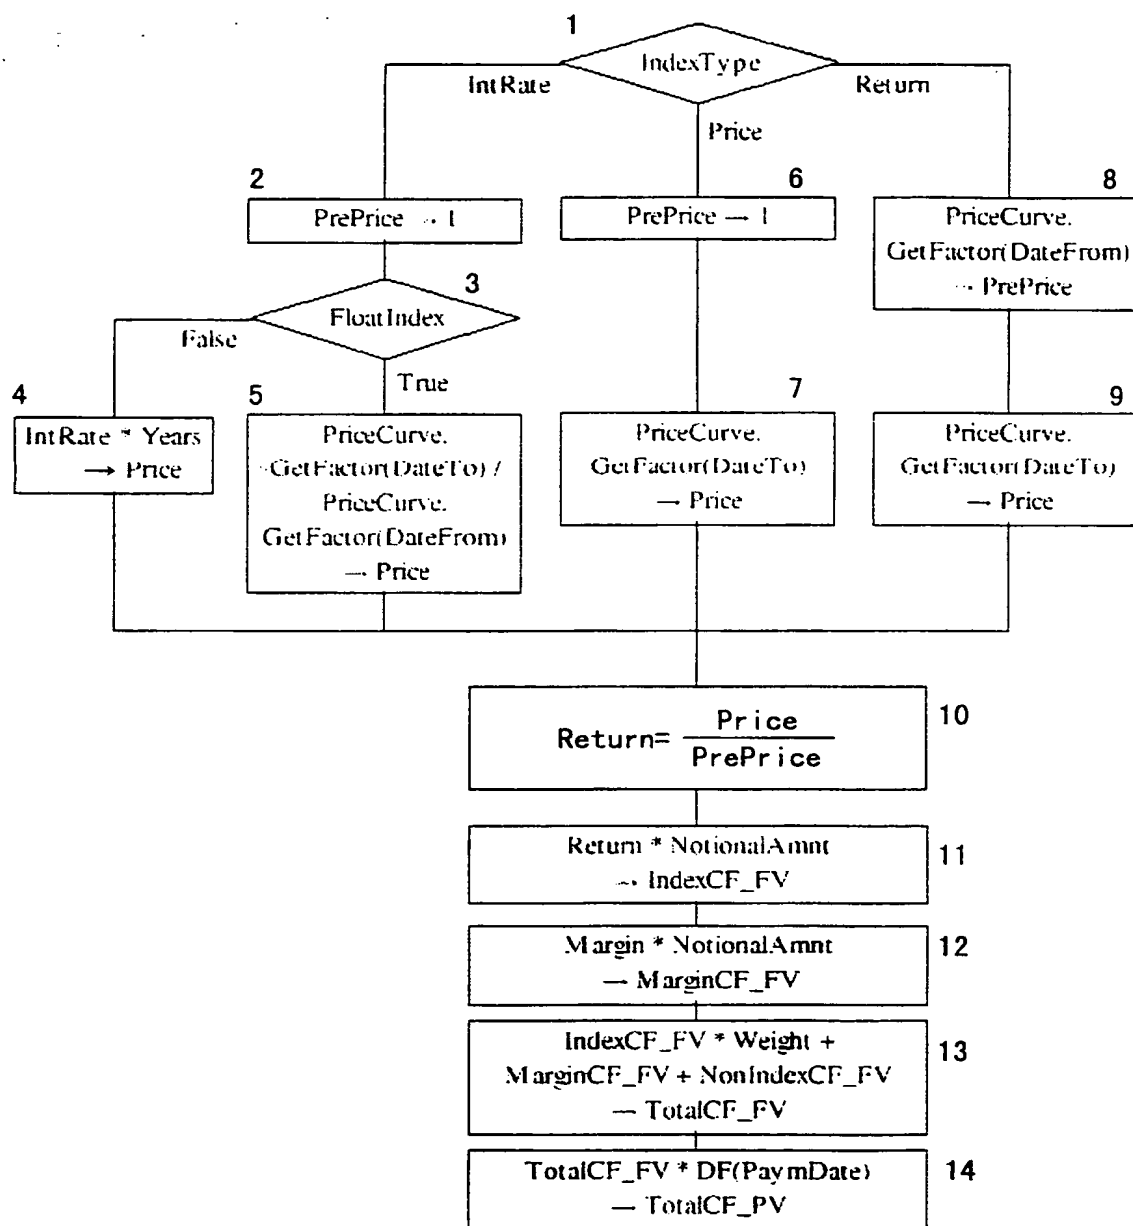 1
IndexType
IntRate
Return
Price
2
PrePrice → 1
6
PrePrice → 1
8
PriceCurve.
GetFactor(DateFrom)
→ PrePrice
3
FloatIndex
False
True
4
IntRate * Years
→ Price
5
PriceCurve.
GetFactor(DateTo) /
PriceCurve.
GetFactor(DateFrom)
→ Price
7
PriceCurve.
GetFactor(DateTo)
→ Price
9
PriceCurve.
GetFactor(DateTo)
→ Price
10
Return= Price
PrePrice
Return * NotionalAmnt
11
→ IndexCF_FV
Margin * NotionalAmnt
12
→ MarginCF_FV
IndexCF_FV * Weight +
13
MarginCF_FV + NonIndexCF_FV
→ TotalCF_FV
TotalCF_FV * DF(PaymDate)
14
→ TotalCF_PV